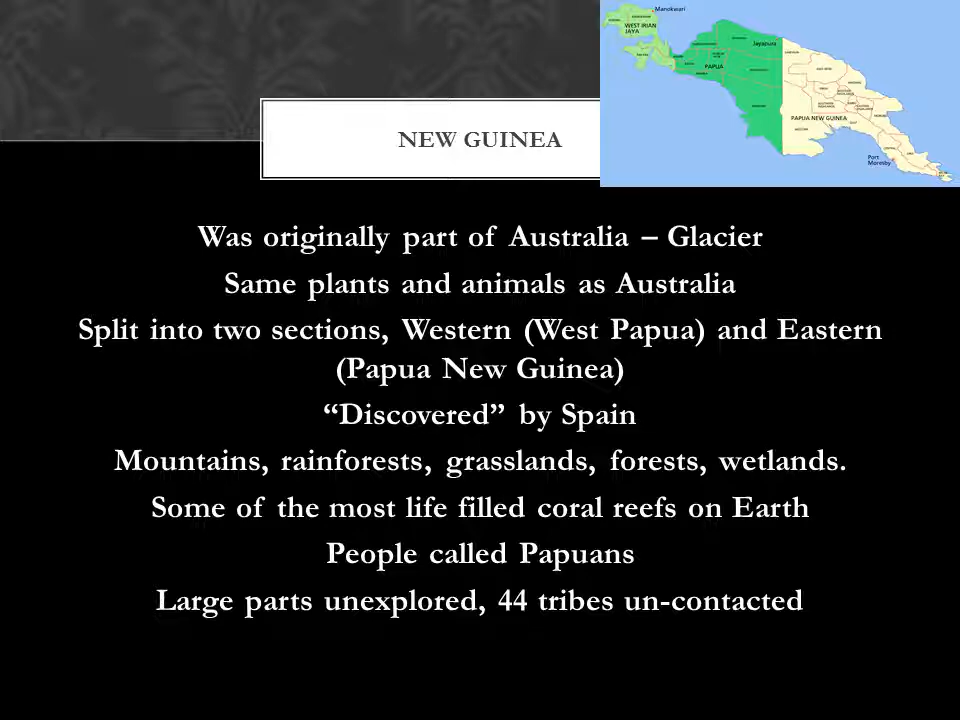 Manokwari
WEST IRIAN
JAYA
Jayapura
PAPUA
PAPUA NEW GUINEA
Port
Moresby
NEW GUINEA
Was originally part of Australia – Glacier
Same plants and animals as Australia
Split into two sections, Western (West Papua) and Eastern
(Papua New Guinea)
“Discovered” by Spain
Mountains, rainforests, grasslands, forests, wetlands.
Some of the most life filled coral reefs on Earth
People called Papuans
Large parts unexplored, 44 tribes un-contacted